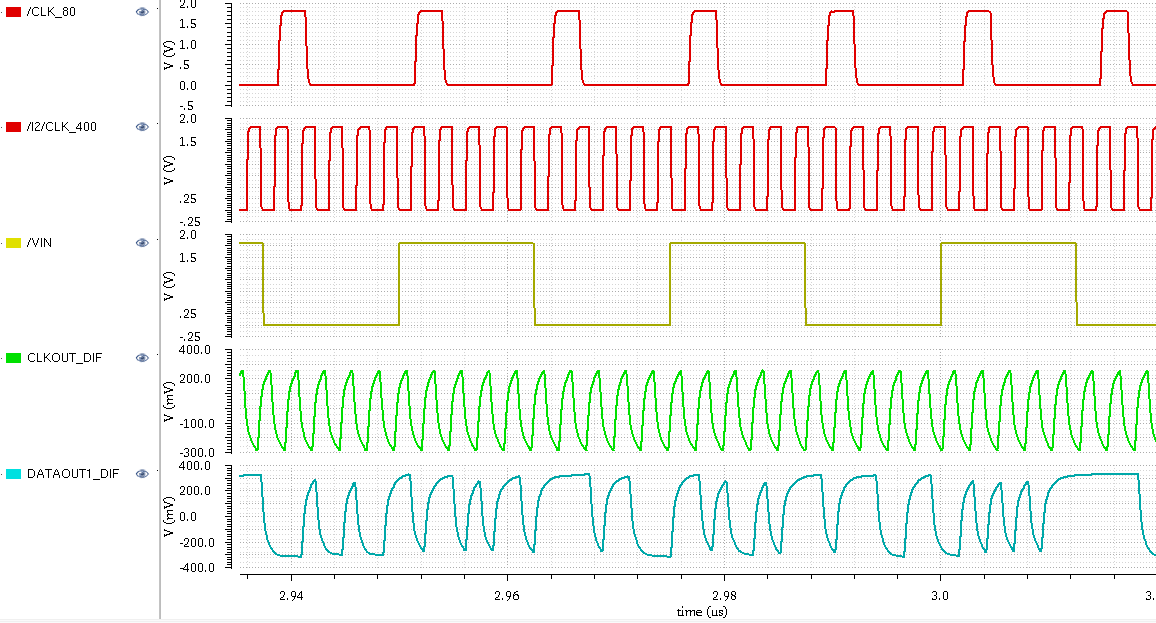 /CLK_80
V (V)
2.0
1.5
1.0
.5
0.0
-.5
/I2/CLK_400
V (V)
2.0
1.5
.25
-.25
/VIN
V (V)
2.0
1.5
.25
-.25
CLKOUT_DIF
V (mV)
400.0
200.0
-100.0
-300.0
DATAOUT1_DIF
V (mV)
400.0
200.0
0.0
-200.0
-400.0
2.94 2.96 2.98 3.0 3.
time (us)